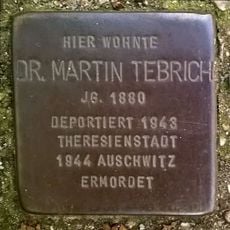 HIER WOHNTE
DR. MARTIN TEBRICH
JG. 1880
DEPORTIERT 1943
THERESIENSTADT
1944 AUSCHWITZ
ERMORDET